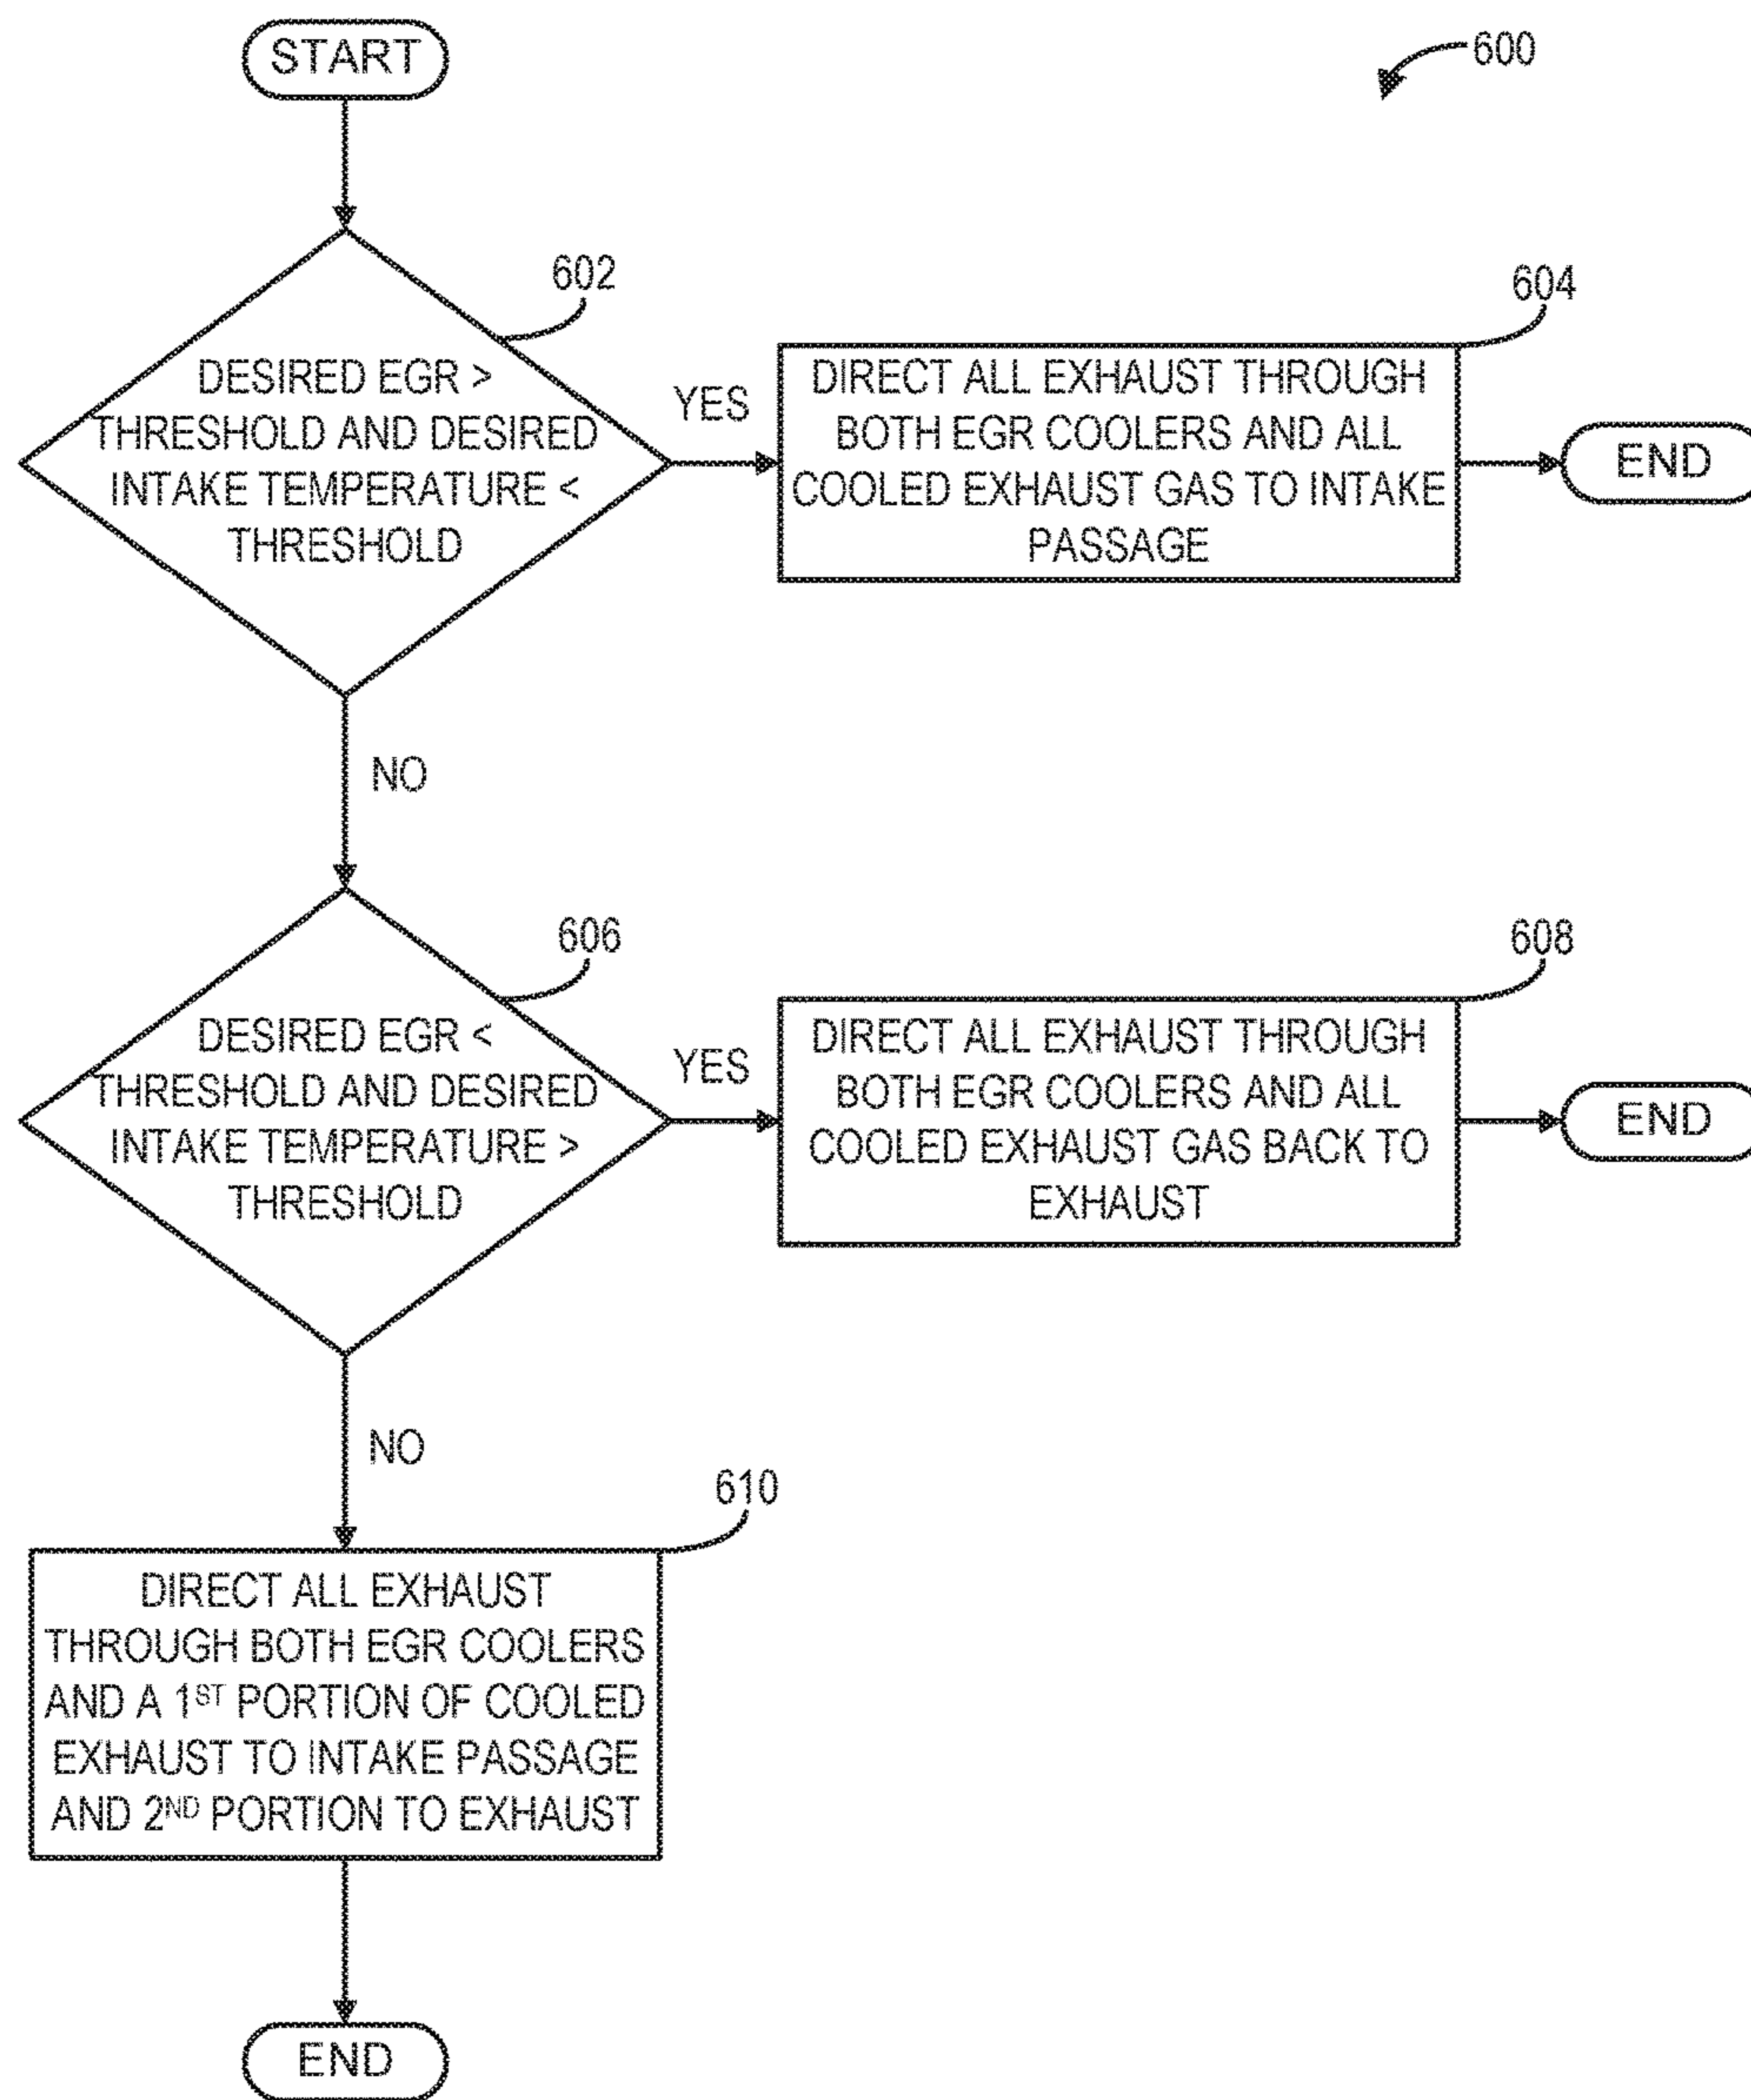 START
600
602
DESIRED EGR >
THRESHOLD AND DESIRED
INTAKE TEMPERATURE <
THRESHOLD
YES
604
DIRECT ALL EXHAUST THROUGH
BOTH EGR COOLERS AND ALL
COOLED EXHAUST GAS TO INTAKE
PASSAGE
END
NO
606
DESIRED EGR <
THRESHOLD AND DESIRED
INTAKE TEMPERATURE >
THRESHOLD
YES
608
DIRECT ALL EXHAUST THROUGH
BOTH EGR COOLERS AND ALL
COOLED EXHAUST GAS BACK TO
EXHAUST
END
NO
610
DIRECT ALL EXHAUST
THROUGH BOTH EGR COOLERS
AND A 1ST PORTION OF COOLED
EXHAUST TO INTAKE PASSAGE
AND 2ND PORTION TO EXHAUST
END